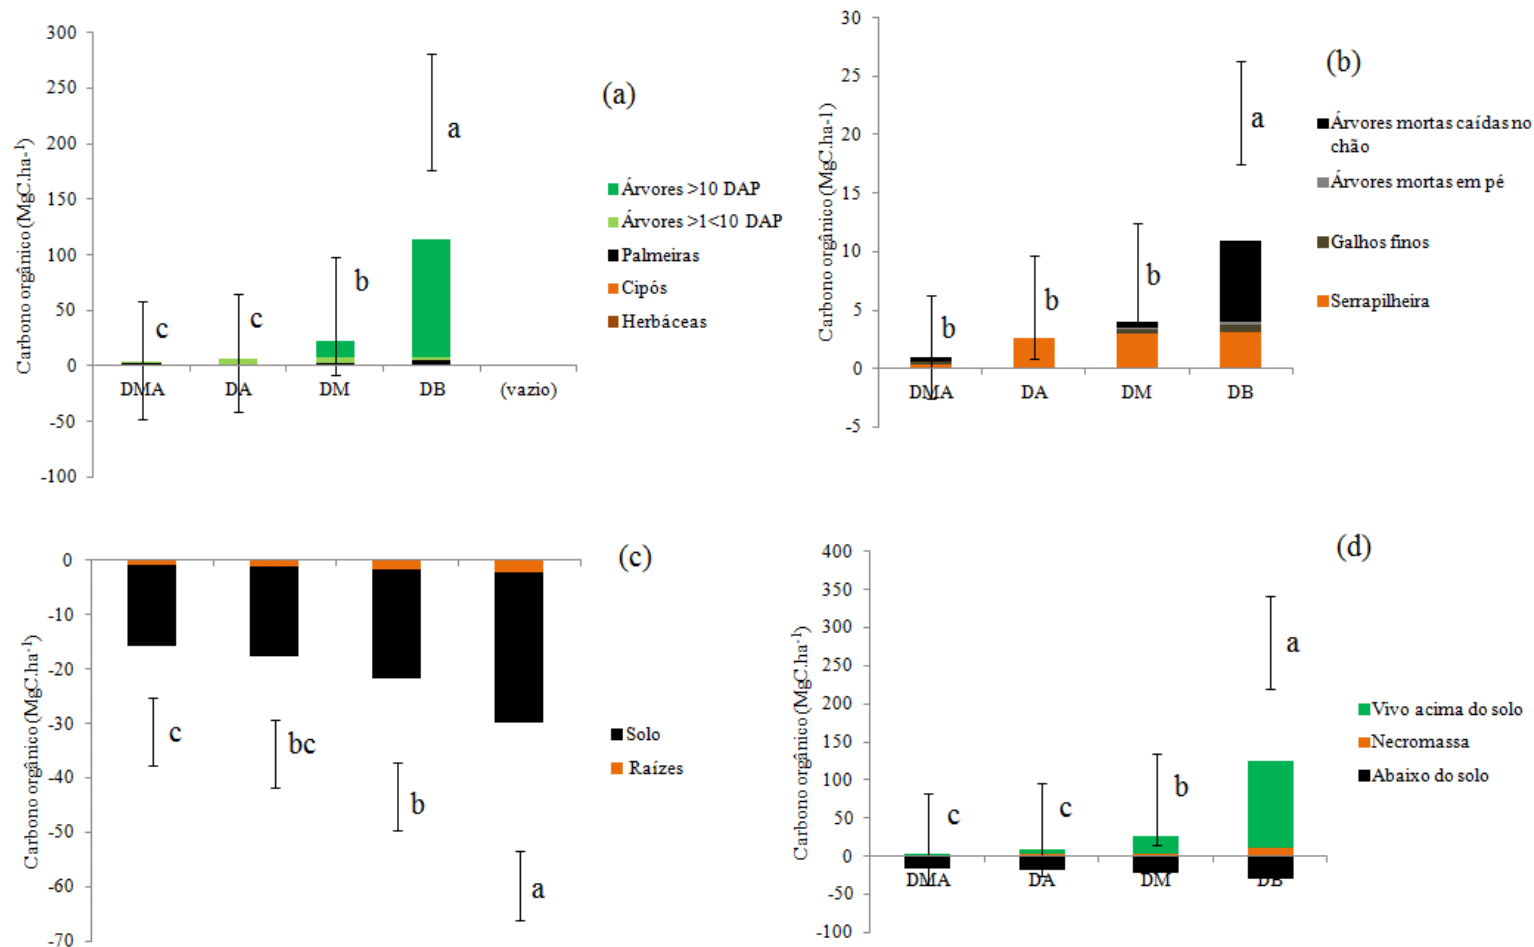 Carbono orgânico (MgC.ha-¹)
300
250
200
150
100
50
0
-50
-100
c
c
b
a
DMA
DA
DM
DB
(vazio)
(a)
Árvores >10 DAP
Árvores >1<10 DAP
Palmeiras
Cipós
Herbáceas
Carbono orgânico (MgC.ha-1)
30
25
20
15
10
5
0
-5
b
b
b
a
DMA
DA
DM
DB
(b)
Árvores mortas caídas no
chão
Árvores mortas em pé
Galhos finos
Serrapilheira
Carbono orgânico (MgC.ha-¹)
0
-10
-20
-30
-40
-50
-60
-70
c
bc
b
a
(c)
Solo
Raízes
Carbono orgânico (MgC.ha-¹)
400
350
300
250
200
150
100
50
0
-50
-100
c
c
b
a
DMA
DA
DM
DB
(d)
Vivo acima do solo
Necromassa
Abaixo do solo